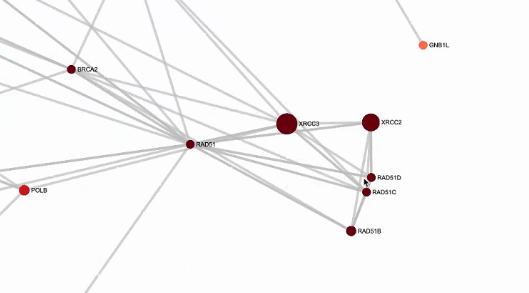 GNB1L
BRCA2
XRCC3
XRCC2
RAD51
RAD51D
POLB
RAD51C
RAD51B